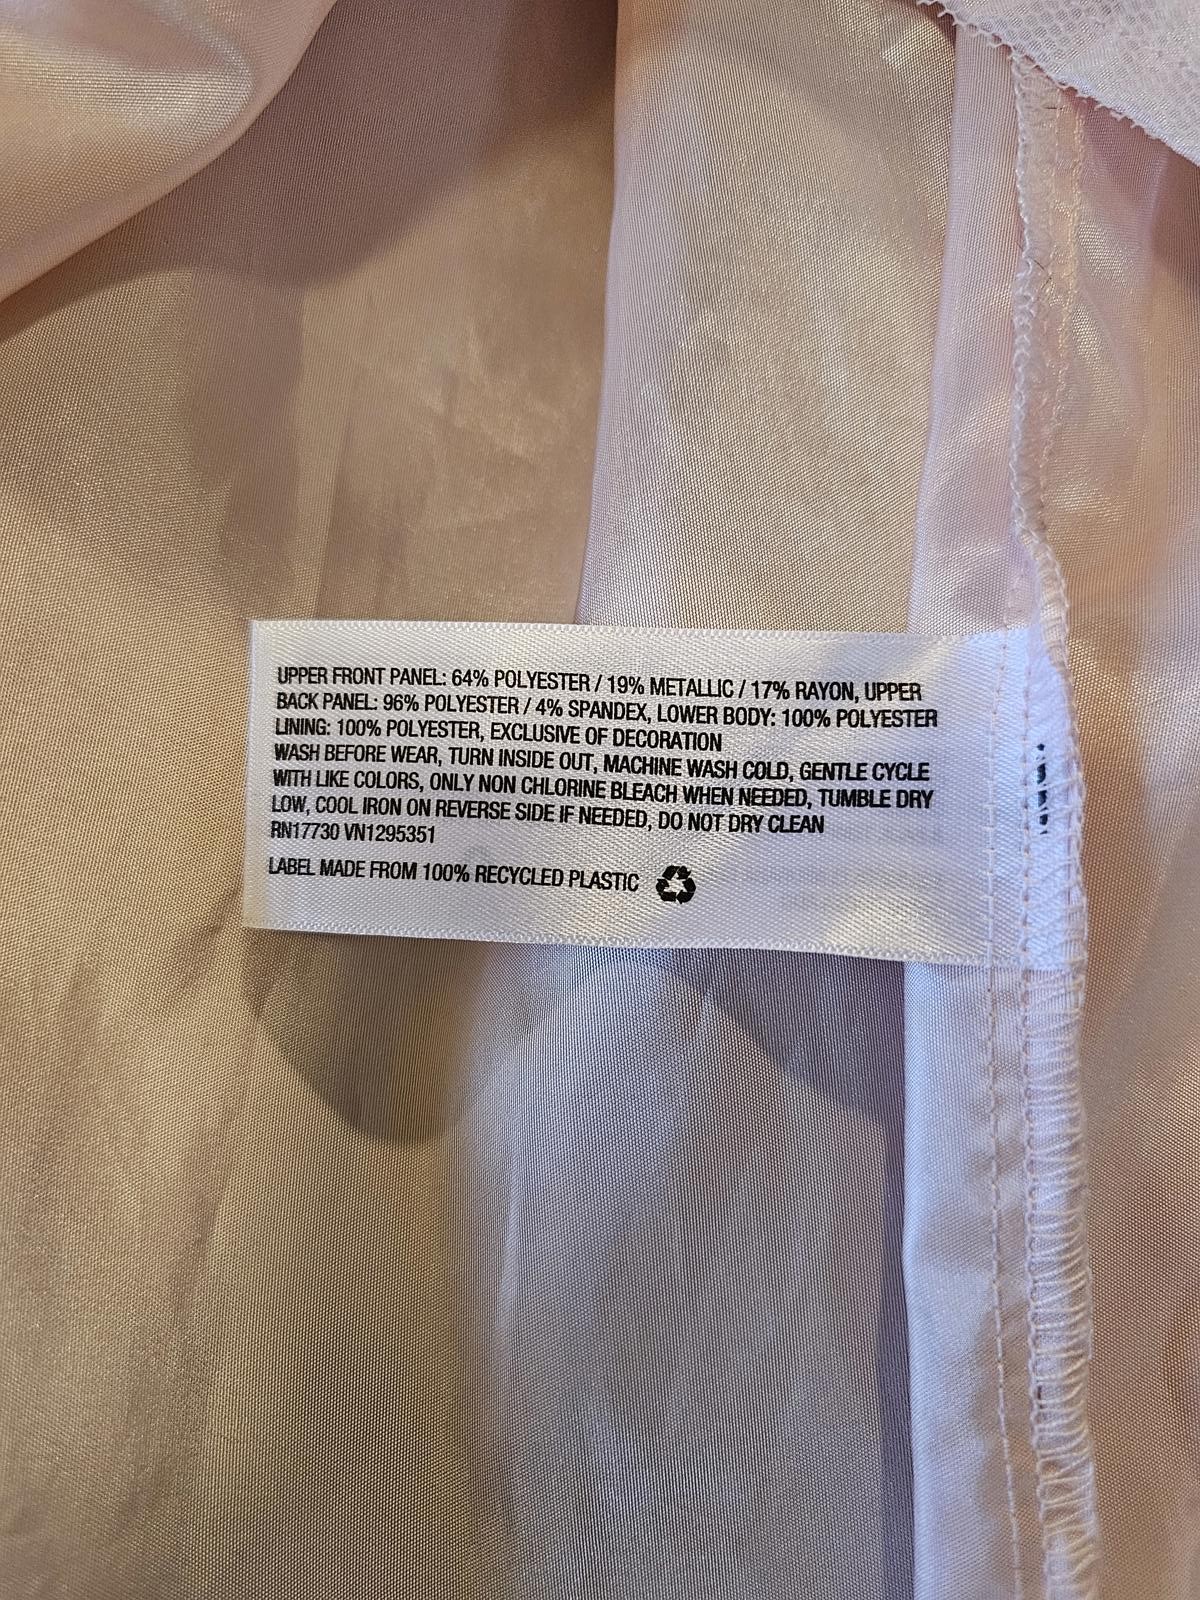 UPPER FRONT PANEL: 64% POLYESTER / 19% METALLIC / 17% RAYON, UPPER
BACK PANEL: 96% POLYESTER / 4% SPANDEX, LOWER BODY: 100% POLYESTER
LINING: 100% POLYESTER, EXCLUSIVE OF DECORATION
WASH BEFORE WEAR, TURN INSIDE OUT, MACHINE WASH COLD, GENTLE CYCLE
WITH LIKE COLORS, ONLY NON CHLORINE BLEACH WHEN NEEDED, TUMBLE DRY
LOW, COOL IRON ON REVERSE SIDE IF NEEDED, DO NOT DRY CLEAN
RN17730 VN1295351
LABEL MADE FROM 100% RECYCLED PLASTIC